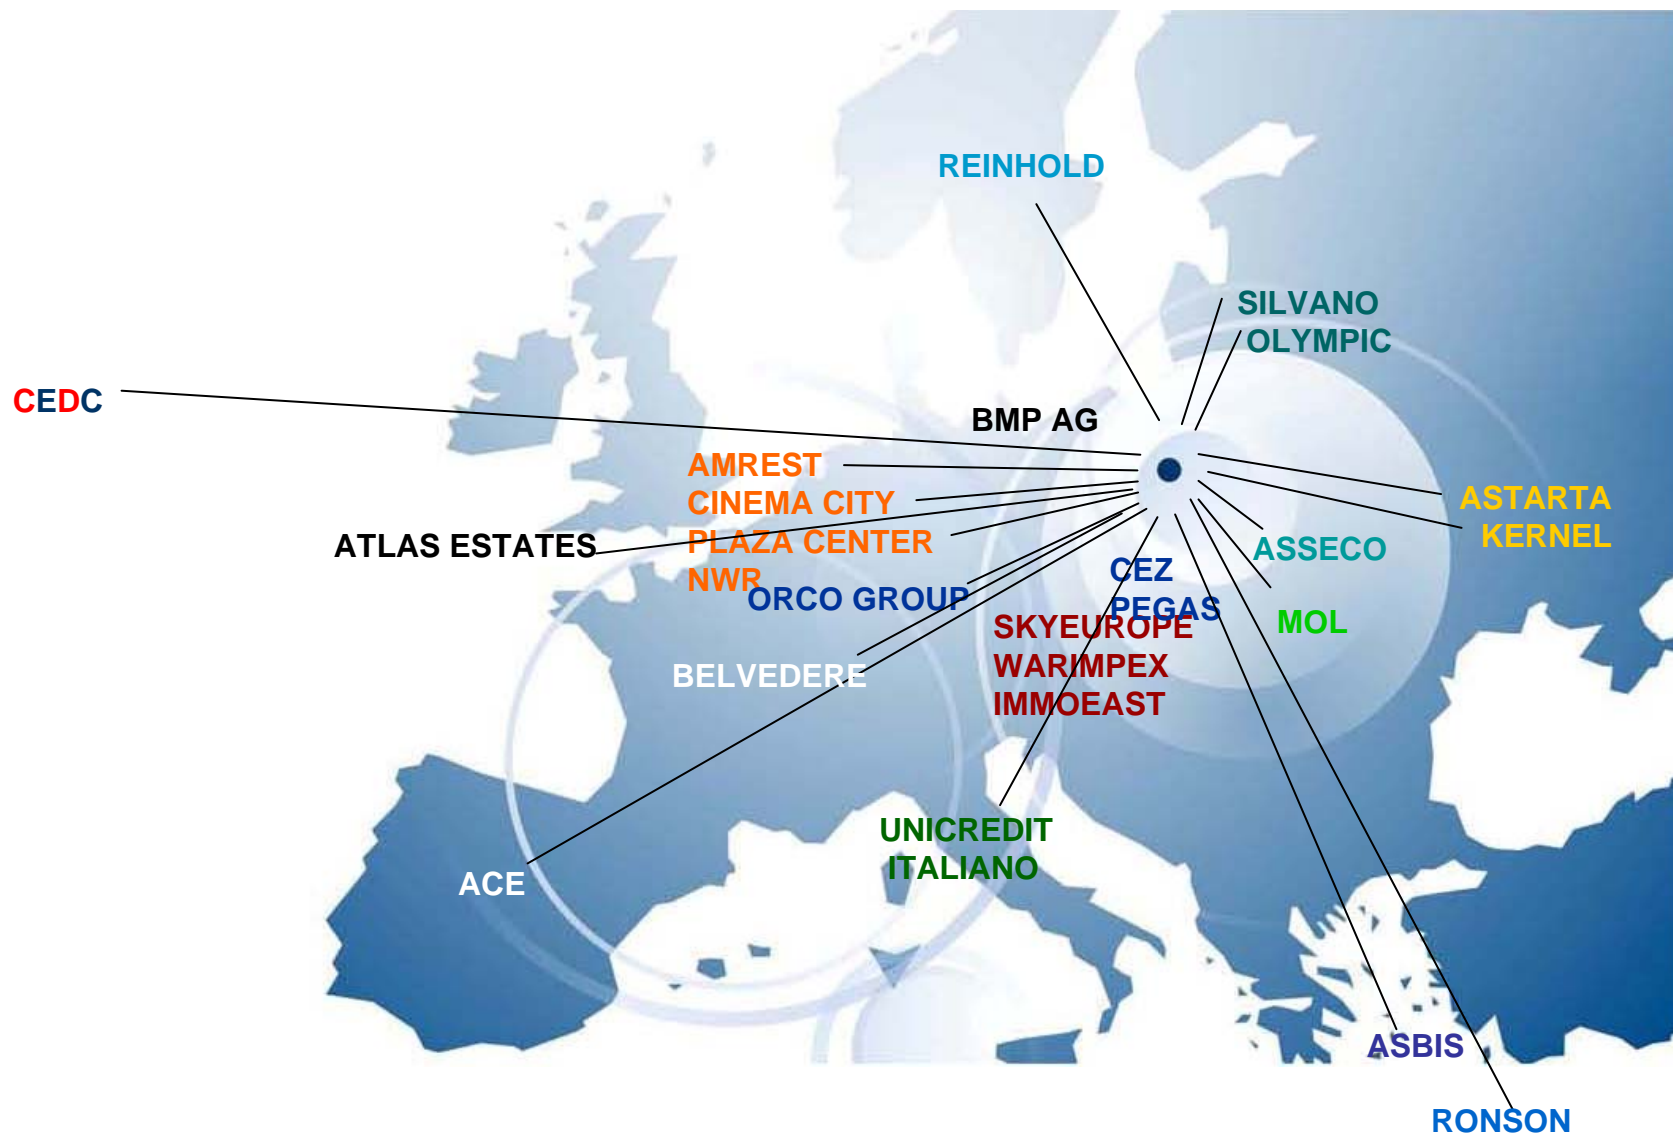 REINHOLD
SILVANO
OLYMPIC
CEDC
BMP AG
AMREST
CINEMA CITY
PLAZA CENTER
NWR
ATLAS ESTATES
ORCO GROUP
ASTARTA
KERNEL
ASSECO
CEZ
PEGAS
MOL
SKYEUROPE
WARIMPEX
IMMOEAST
BELVEDERE
UNICREDIT
ITALIANO
ACE
ASBIS
RONSON